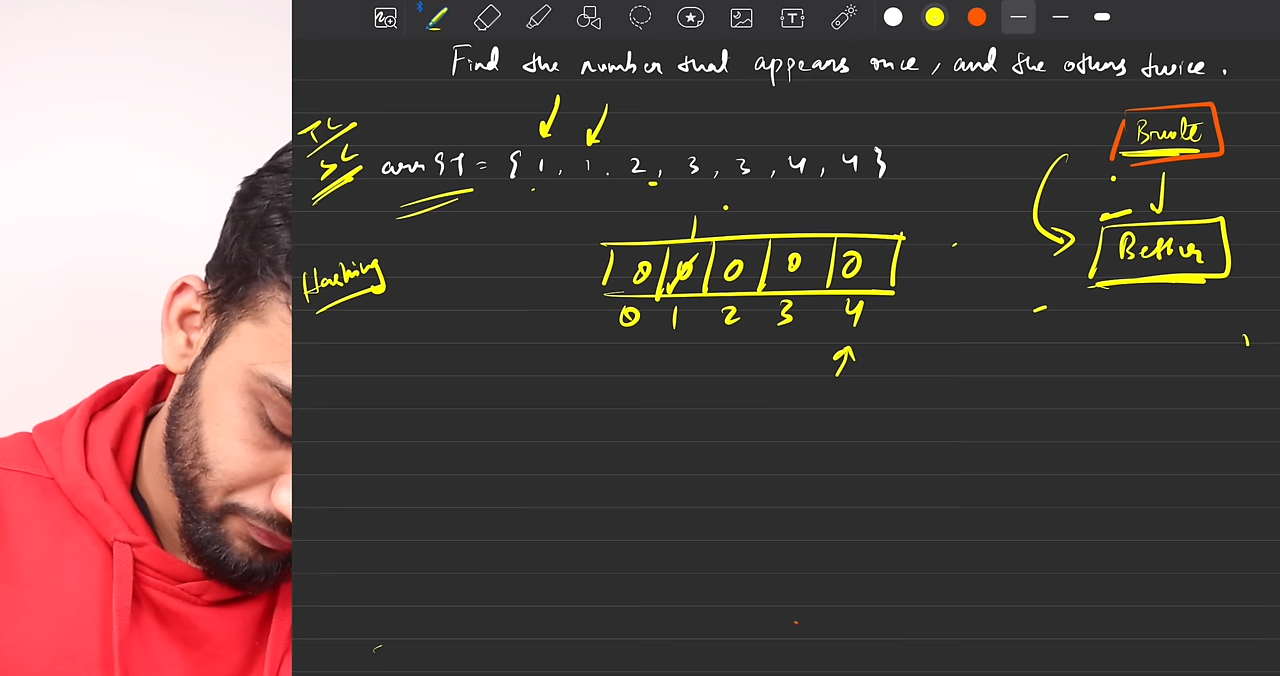 Find the number that appears once, and the others twice.
TC
SC
arr[] = {1, 1, 2, 3, 3, 4, 4}
Brute
Better
Hashing
1
0 0 0 0 0
0 1 2 3 4